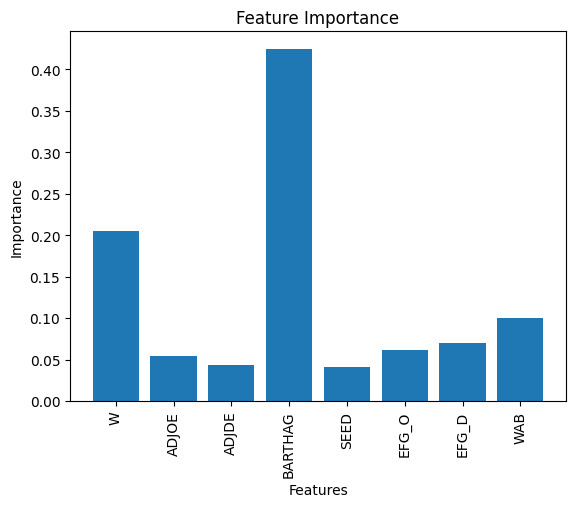 Feature Importance
Importance
0.40
0.35
0.30
0.25
0.20
0.15
0.10
0.05
0.00
W
ADJOE
ADJDE
BARTHAG
SEED
EFG_O
EFG_D
WAB
Features